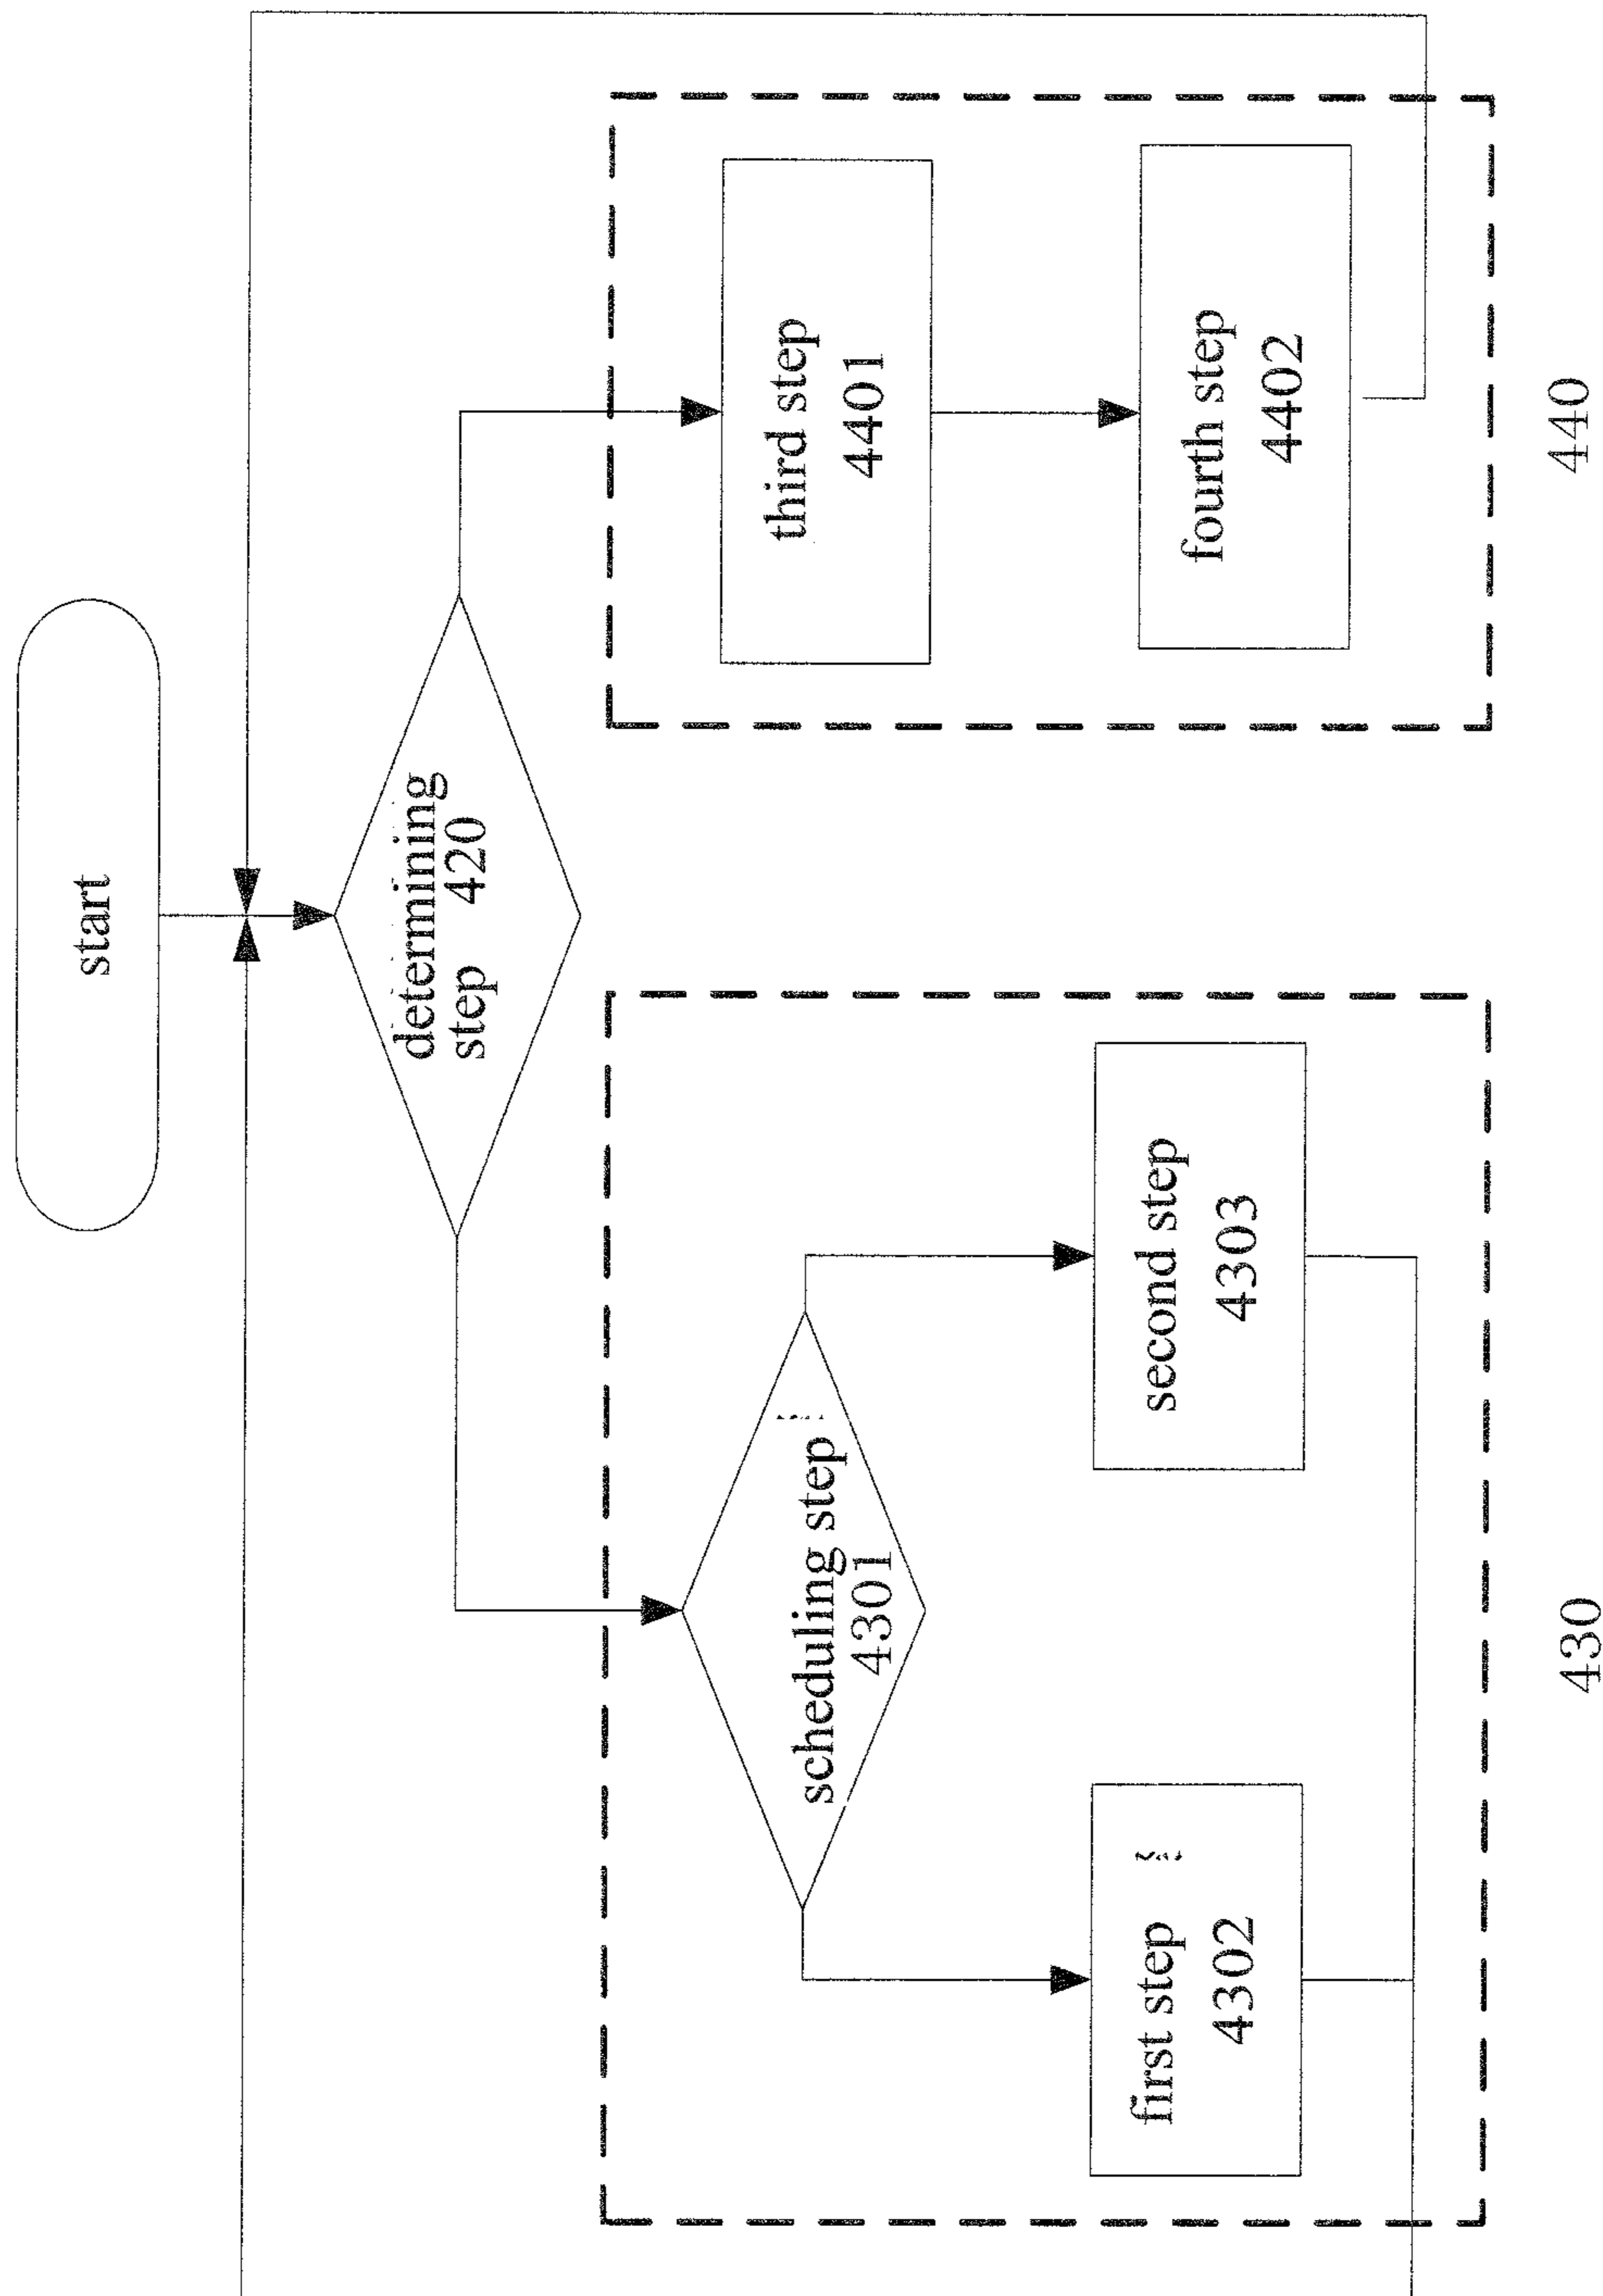 start
determining
step 420
scheduling step
4301
first step
4302
second step
4303
third step
4401
fourth step
4402
430
440